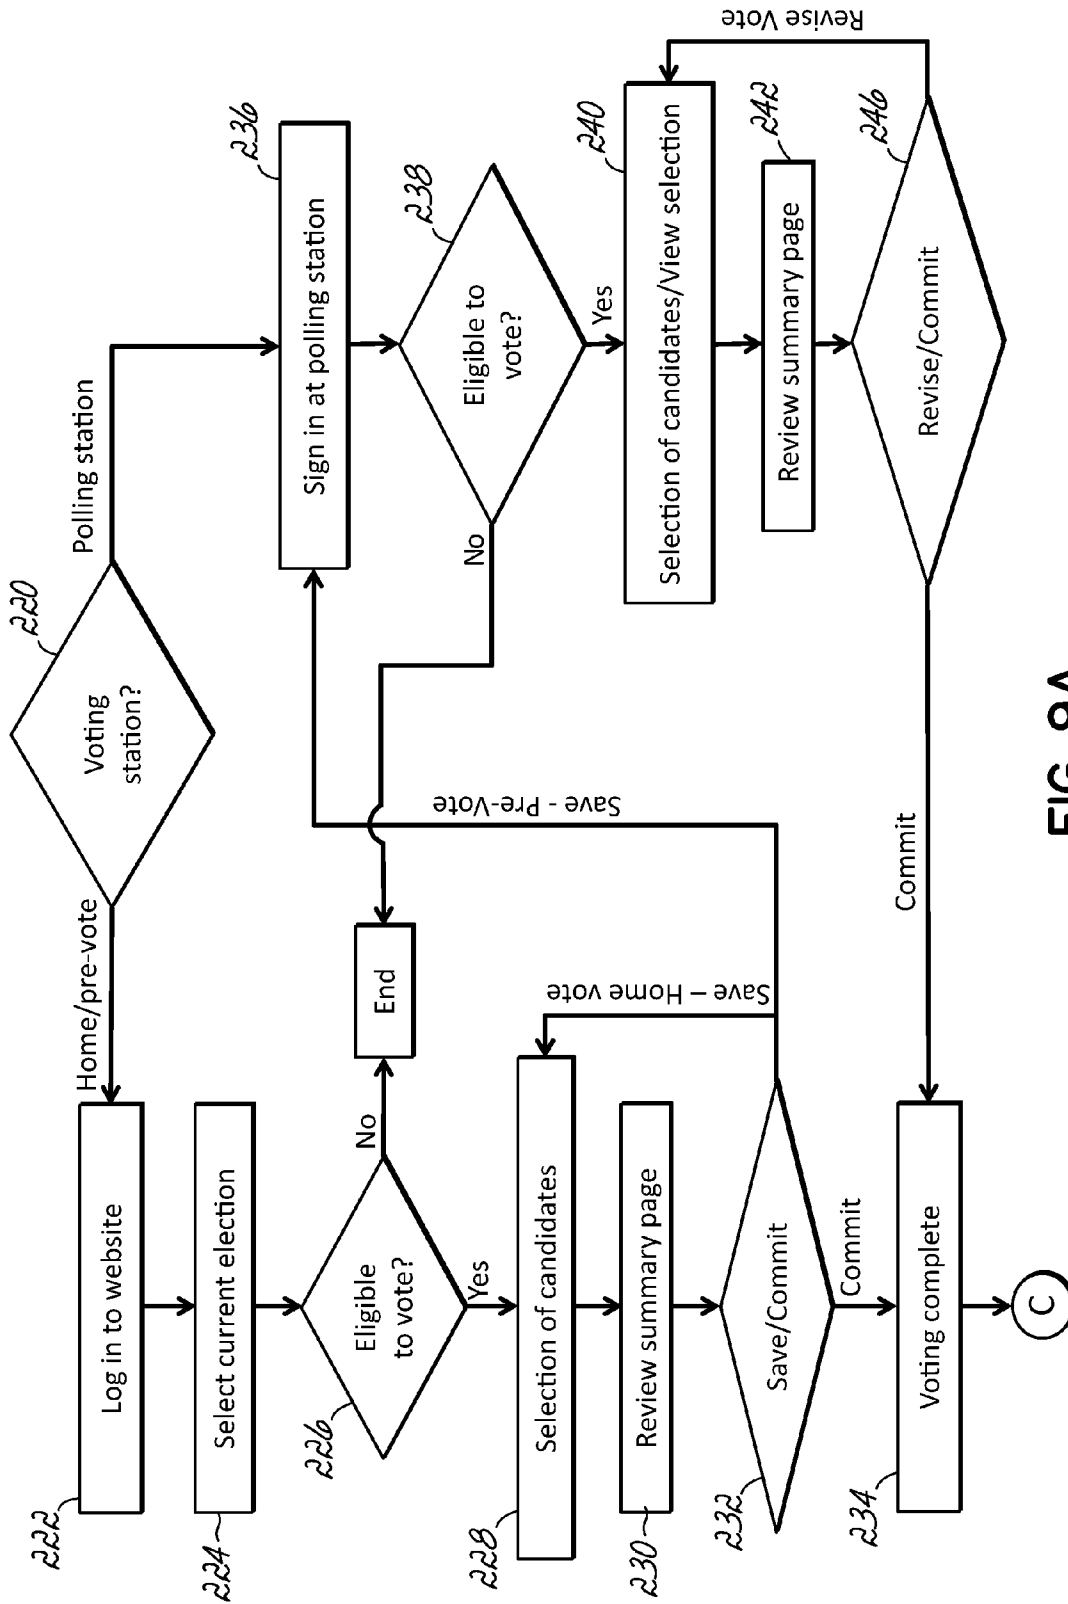 220
Voting
station?
Home/pre-vote
Polling station
222
Log in to website
224
Select current election
226
Eligible
to vote?
No
Yes
End
228
Selection of candidates
230
Review summary page
232
Save/Commit
Save – Home vote
Save - Pre-Vote
Commit
234
Voting complete
C
236
Sign in at polling station
238
Eligible to
vote?
No
Yes
240
Selection of candidates/View selection
242
Review summary page
246
Revise/Commit
Revise Vote
Commit